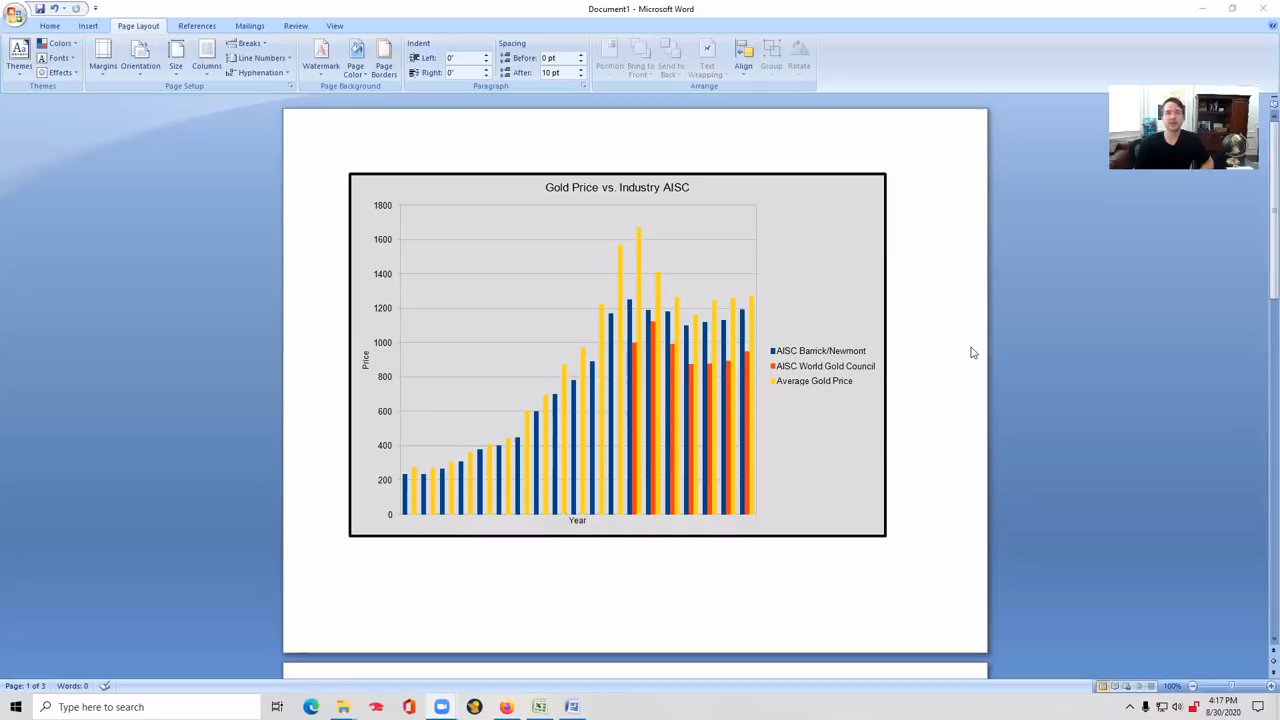 Document1 - Microsoft Word
Home Insert Page Layout References Mailings Review View
Themes
Colors
Fonts
Effects
Themes
Margins Orientation Size Columns
Breaks
Line Numbers
Hyphenation
Page Setup
Watermark Page Color Page Borders
Page Background
Indent
Left: 0"
Right: 0"
Spacing
Before: 0 pt
After: 10 pt
Paragraph
Position Bring to Front Send to Back Text Wrapping Align Group Rotate
Arrange
Gold Price vs. Industry AISC
1800
1600
1400
1200
1000
800
600
400
200
0
Price
Year
AISC Barrick/Newmont
AISC World Gold Council
Average Gold Price
Page: 1 of 3 Words: 0
100%
Type here to search
4:17 PM
8/30/2020